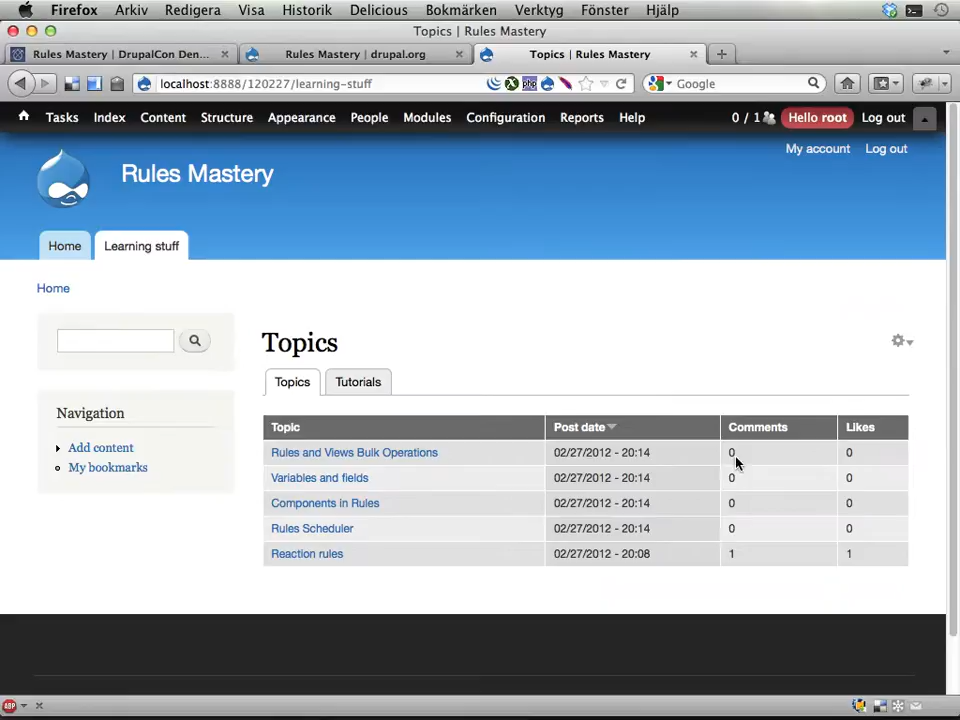 Firefox Arkiv Redigera Visa Historik Delicious Bokmärken Verktyg Fönster Hjälp
Topics | Rules Mastery
Rules Mastery | DrupalCon Den... Rules Mastery | drupal.org Topics | Rules Mastery
localhost:8888/120227/learning-stuff php Google
Tasks Index Content Structure Appearance People Modules Configuration Reports Help 0 / 1 Hello root Log out
My account Log out
Rules Mastery
Home Learning stuff
Home
Topics
Topics Tutorials
Navigation
Add content
My bookmarks
Topic Post date Comments Likes
Rules and Views Bulk Operations 02/27/2012 - 20:14 0 0
Variables and fields 02/27/2012 - 20:14 0 0
Components in Rules 02/27/2012 - 20:14 0 0
Rules Scheduler 02/27/2012 - 20:14 0 0
Reaction rules 02/27/2012 - 20:08 1 1
ABP